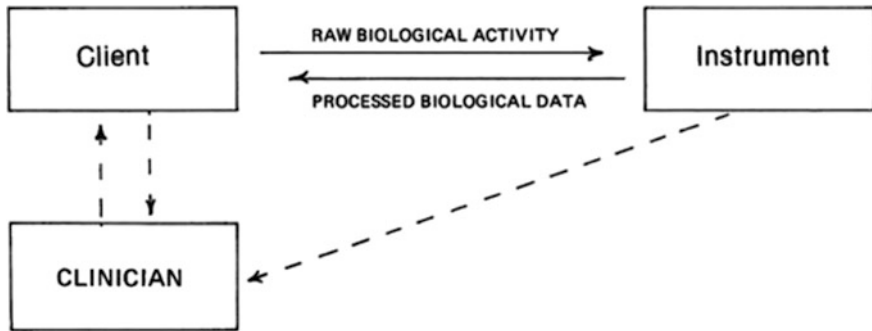 Client
RAW BIOLOGICAL ACTIVITY
Instrument
PROCESSED BIOLOGICAL DATA
CLINICIAN